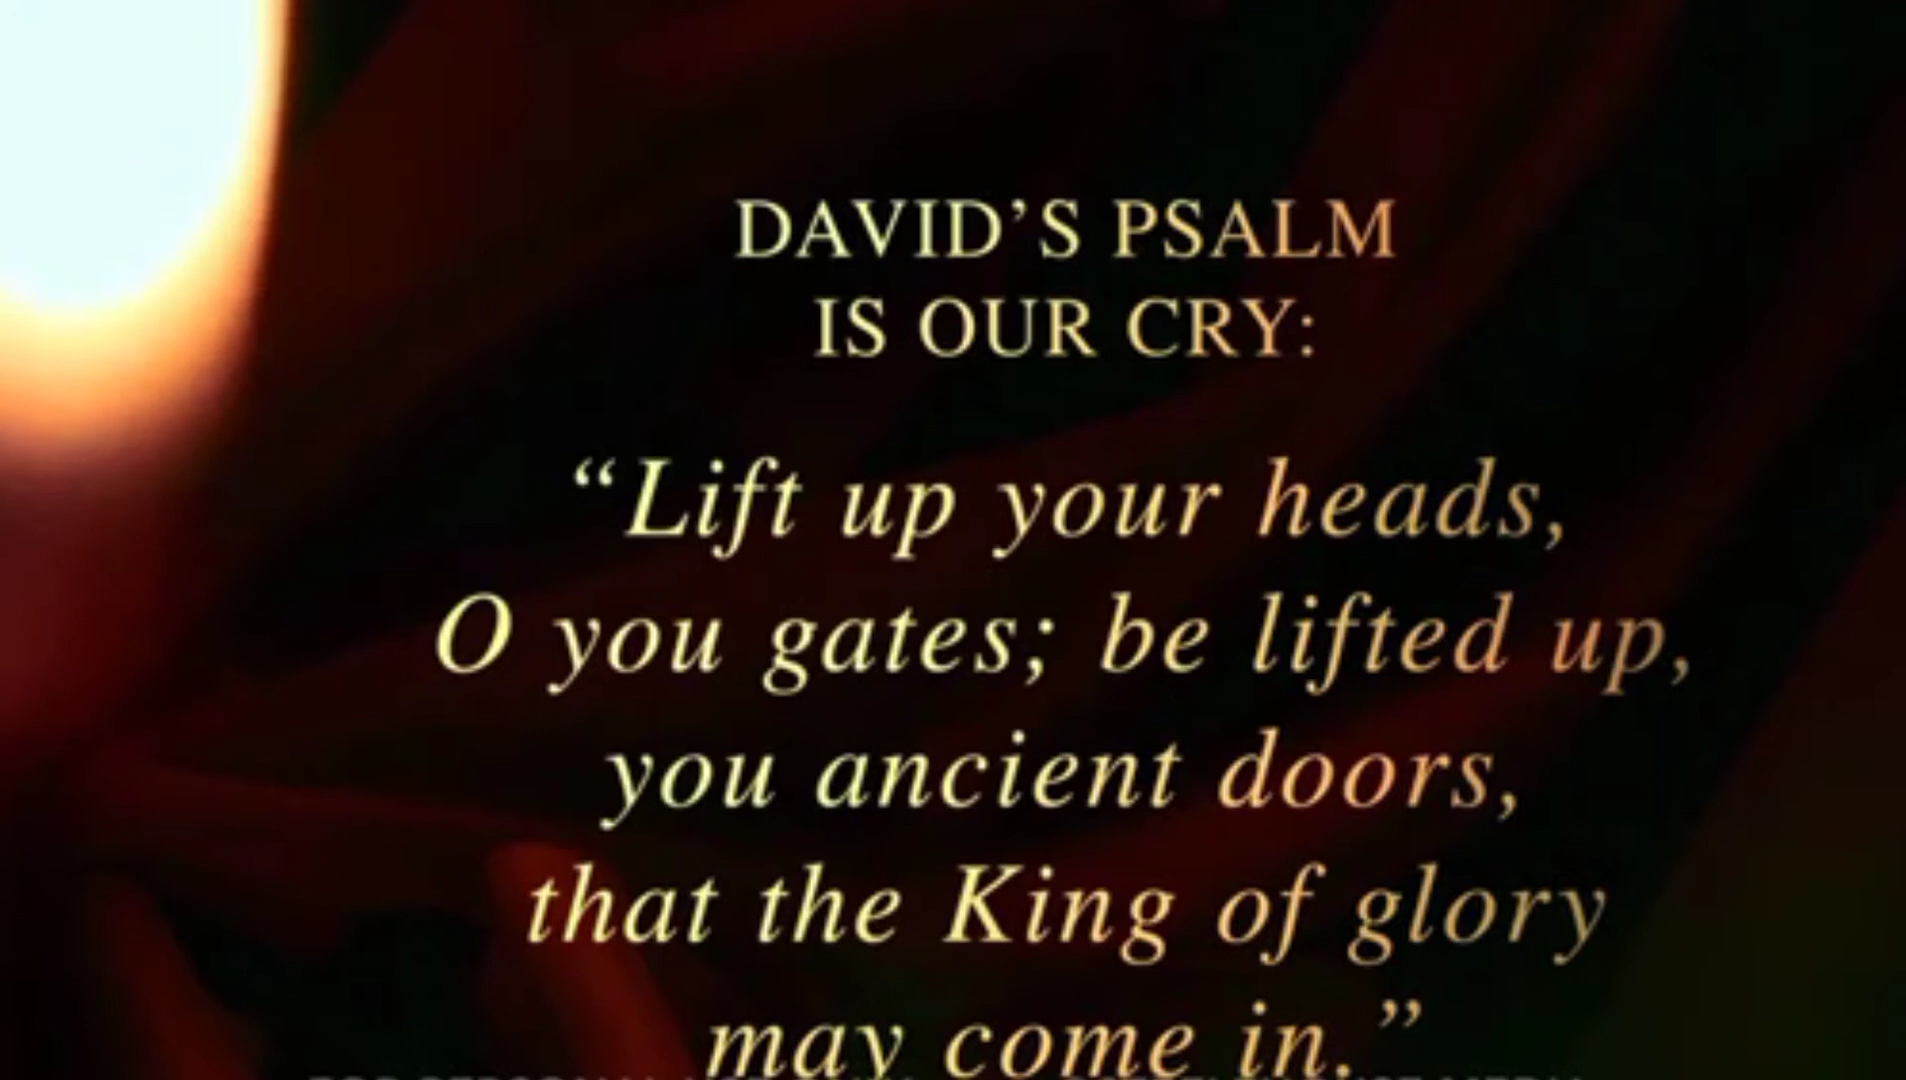 DAVID’S PSALM
IS OUR CRY:
“Lift up your heads,
O you gates; be lifted up,
you ancient doors,
that the King of glory
may come in.”